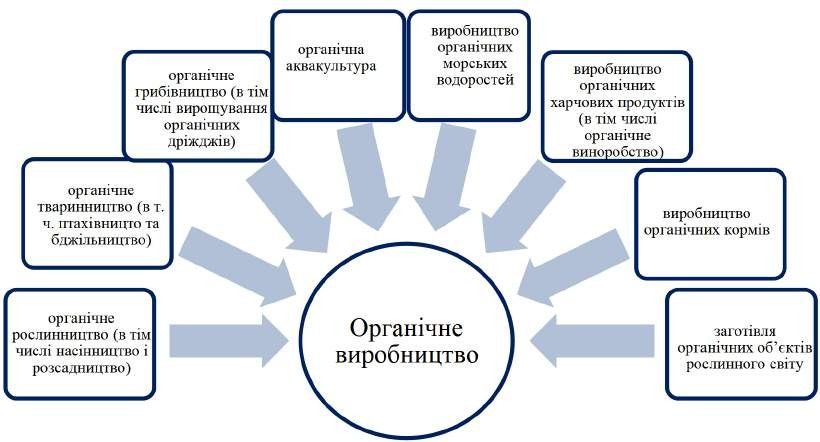 органічне
рослинництво (в тім
числі насінництво і
розсадництво)
органічне
тваринництво (в т.
ч. птахівництво та
бджільництво)
органічне
грибівництво (в тім
числі вирощування
органічних
дріжджів)
органічна
аквакультура
виробництво
органічних
морських
водоростей
виробництво
органічних
харчових продуктів
(в тім числі
органічне
виноробство)
виробництво
органічних кормів
заготівля
органічних об’єктів
рослинного світу
Органічне
виробництво